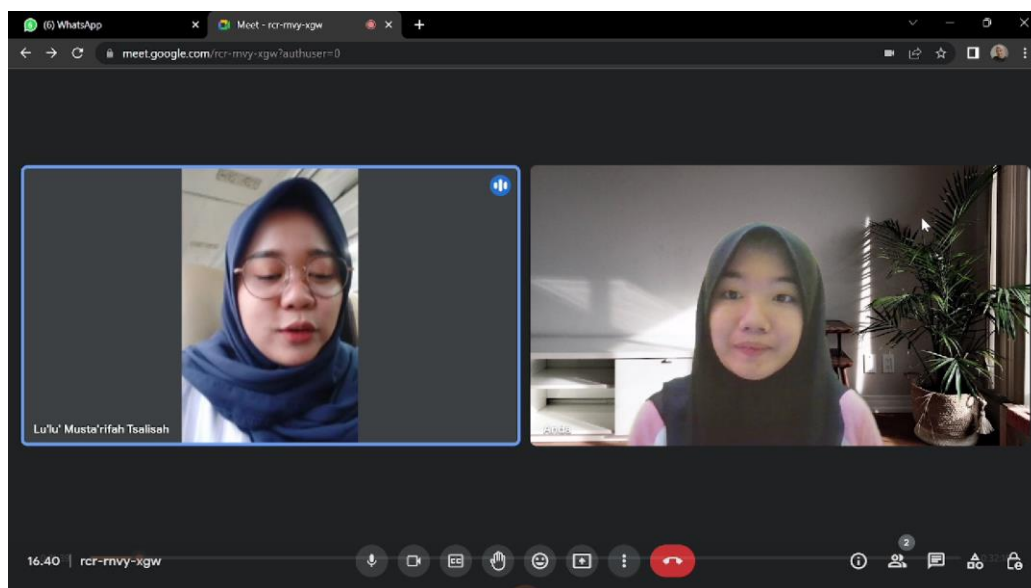 (6) WhatsApp
Meet - rcr-mvy-xgw
meet.google.com/rcr-mvy-xgw?authuser=0
Lu'lu' Musta'rifah Tsalisah
Abda
2
16.40 | rcr-mvy-xgw